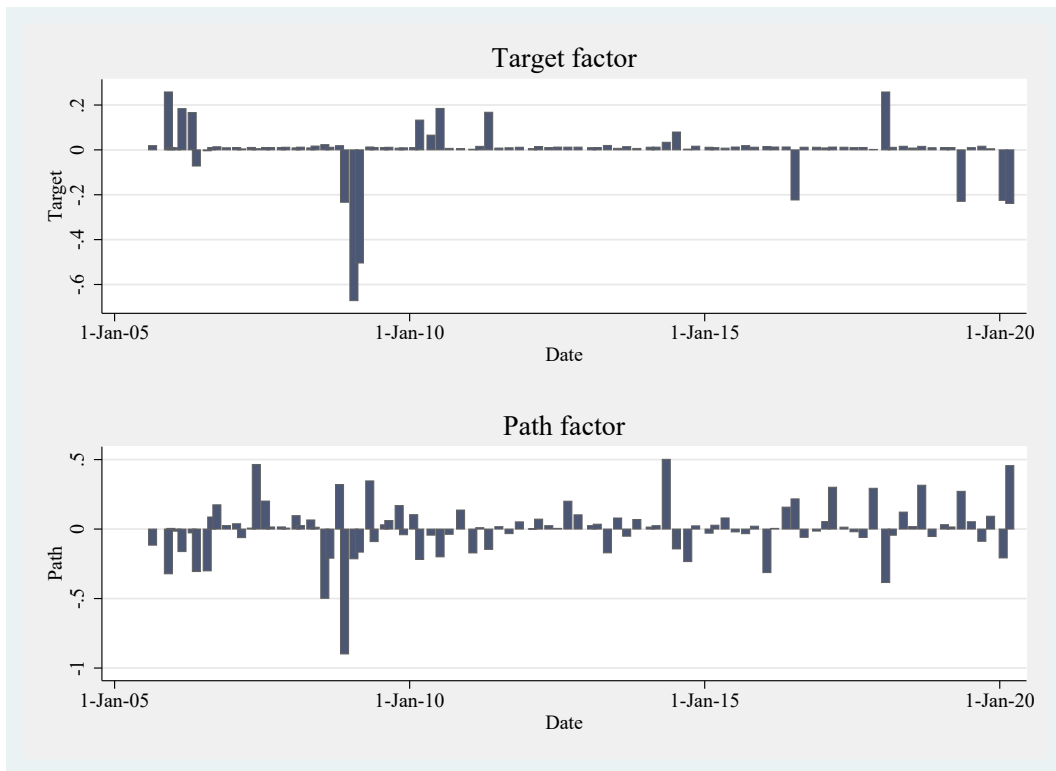 Target factor
.2
0
-.2
-.4
-.6
Target
1-Jan-05 1-Jan-10 1-Jan-15 1-Jan-20
Date
Path factor
.5
0
-.5
-1
Path
1-Jan-05 1-Jan-10 1-Jan-15 1-Jan-20
Date